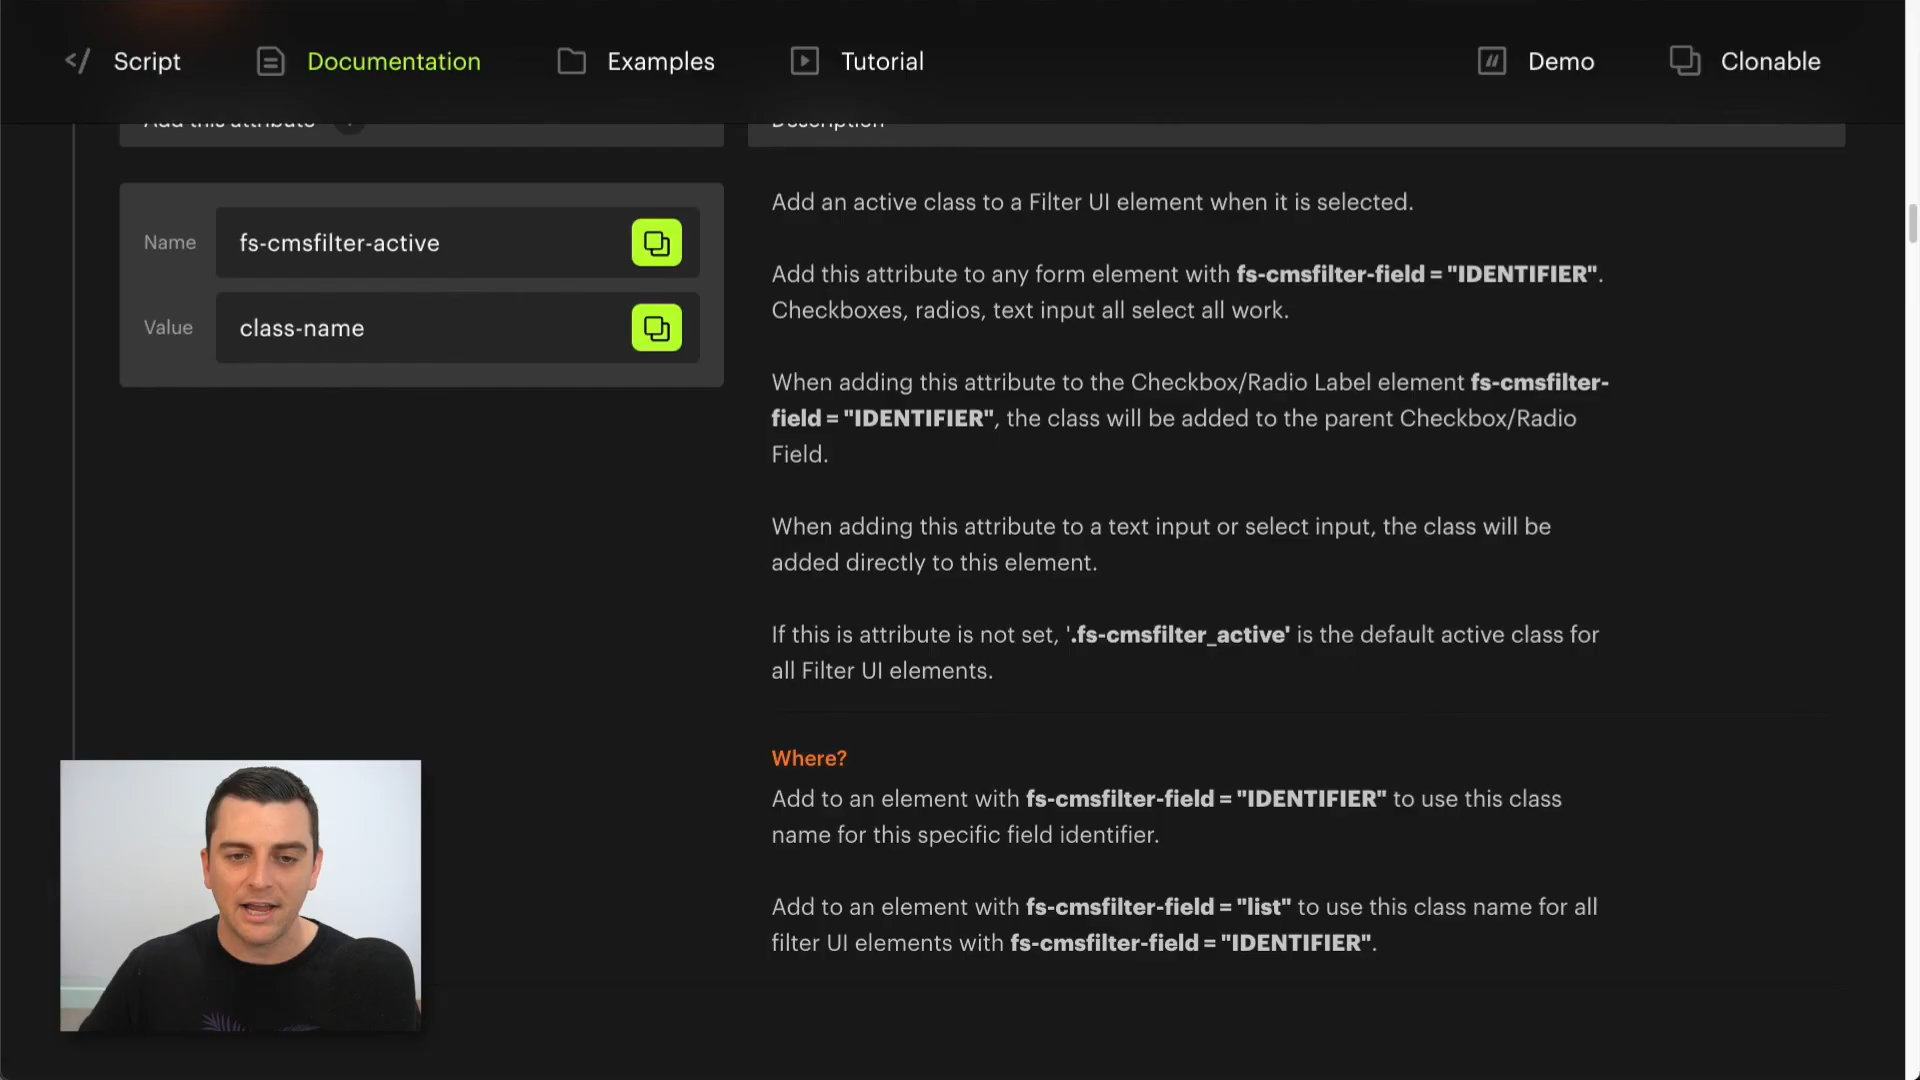 Script
Documentation
Examples
Tutorial
Demo
Clonable
Add this attribute
Description
Name
fs-cmsfilter-active
Value
class-name
Add an active class to a Filter UI element when it is selected.
Add this attribute to any form element with fs-cmsfilter-field = "IDENTIFIER".
Checkboxes, radios, text input all select all work.
When adding this attribute to the Checkbox/Radio Label element fs-cmsfilter-
field = "IDENTIFIER", the class will be added to the parent Checkbox/Radio
Field.
When adding this attribute to a text input or select input, the class will be
added directly to this element.
If this is attribute is not set, '.fs-cmsfilter_active' is the default active class for
all Filter UI elements.
Where?
Add to an element with fs-cmsfilter-field = "IDENTIFIER" to use this class
name for this specific field identifier.
Add to an element with fs-cmsfilter-field = "list" to use this class name for all
filter UI elements with fs-cmsfilter-field = "IDENTIFIER".